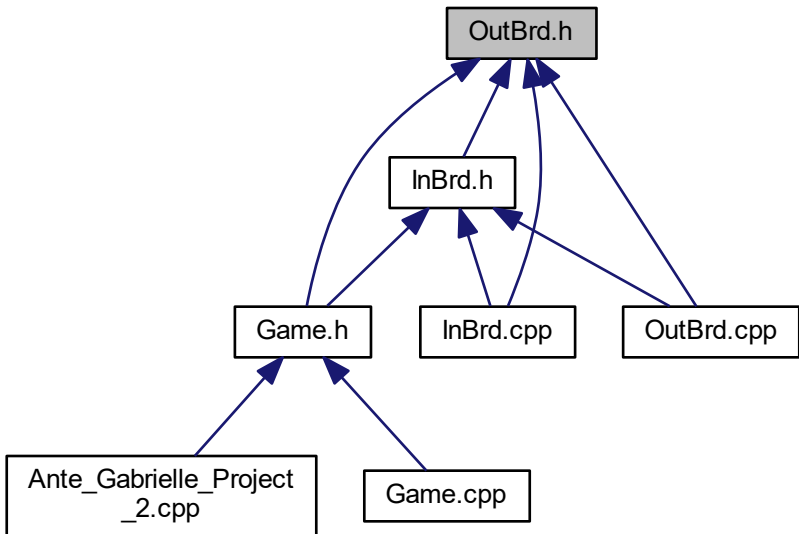 OutBrd.h
InBrd.h
Game.h
InBrd.cpp
OutBrd.cpp
Ante_Gabrielle_Project
_2.cpp
Game.cpp